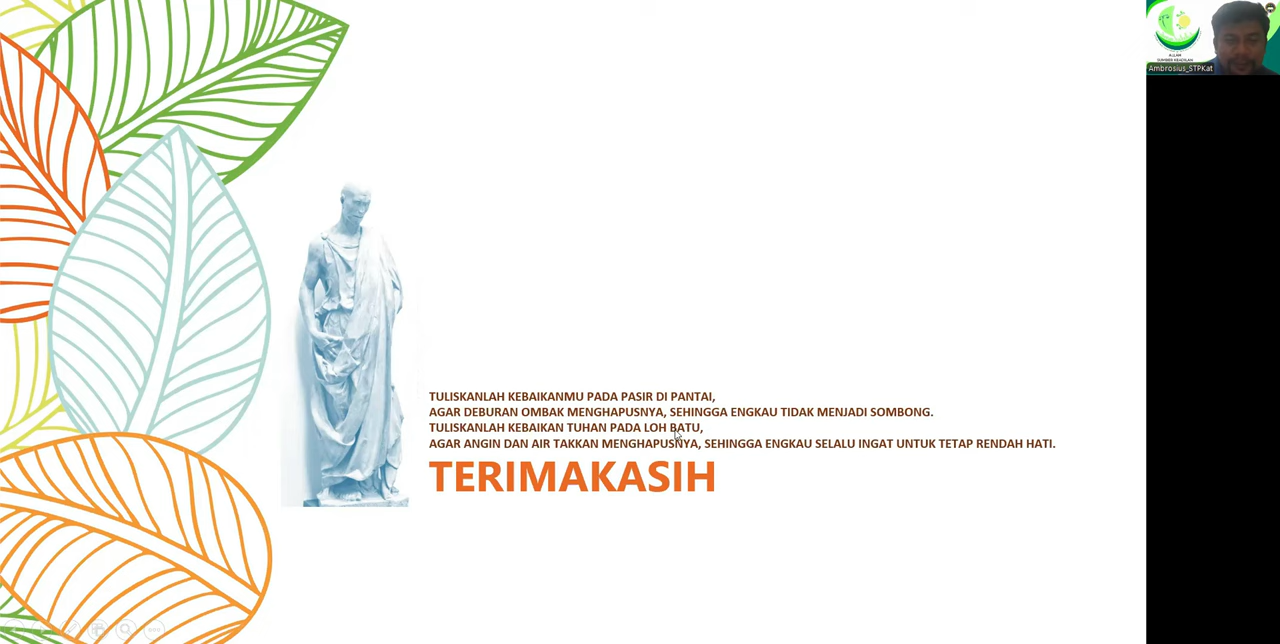 TULISKANLAH KEBAIKANMU PADA PASIR DI PANTAI,
AGAR DEBURAN OMBAK MENGHAPUSNYA, SEHINGGA ENGKAU TIDAK MENJADI SOMBONG.
TULISKANLAH KEBAIKAN TUHAN PADA LOH BATU,
AGAR ANGIN DAN AIR TAKKAN MENGHAPUSNYA, SEHINGGA ENGKAU SELALU INGAT UNTUK TETAP RENDAH HATI.
TERIMAKASIH
Ambrosius_STPKat